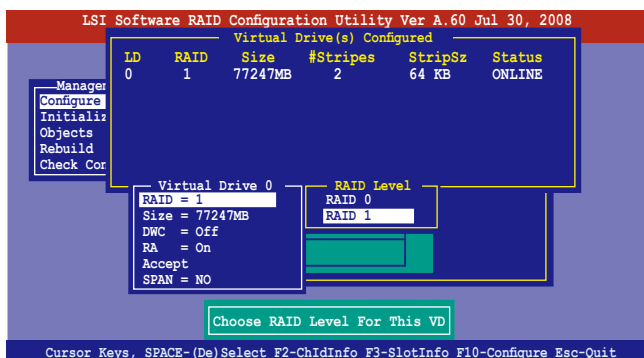 LSI Software RAID Configuration Utility Ver A.60 Jul 30, 2008
Virtual Drive(s) Configured
LD RAID Size #Stripes StripSz Status
0 1 77247MB 2 64 KB ONLINE
Managem
Configure
Initializ
Objects
Rebuild
Check Con
Virtual Drive 0
RAID = 1
Size = 77247MB
DWC = Off
RA = On
Accept
SPAN = NO
RAID Level
RAID 0
RAID 1
Choose RAID Level For This VD
Cursor Keys, SPACE-(De)Select F2-ChIdInfo F3-SlotInfo F10-Configure Esc-Quit